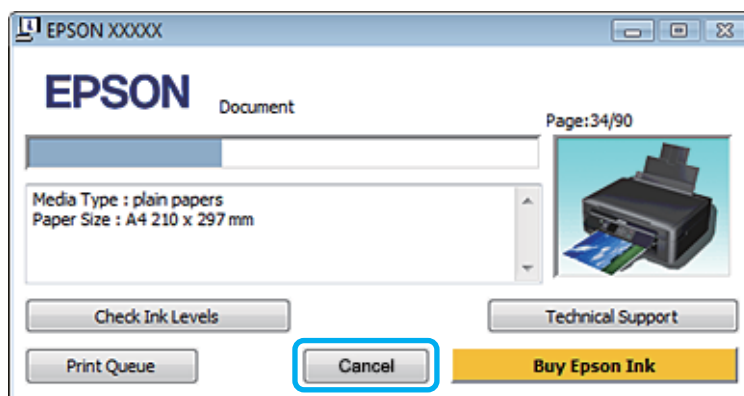 EPSON XXXXX
EPSON
Document
Page:34/90
Media Type : plain papers
Paper Size : A4 210 x 297 mm
Check Ink Levels
Technical Support
Print Queue
Cancel
Buy Epson Ink